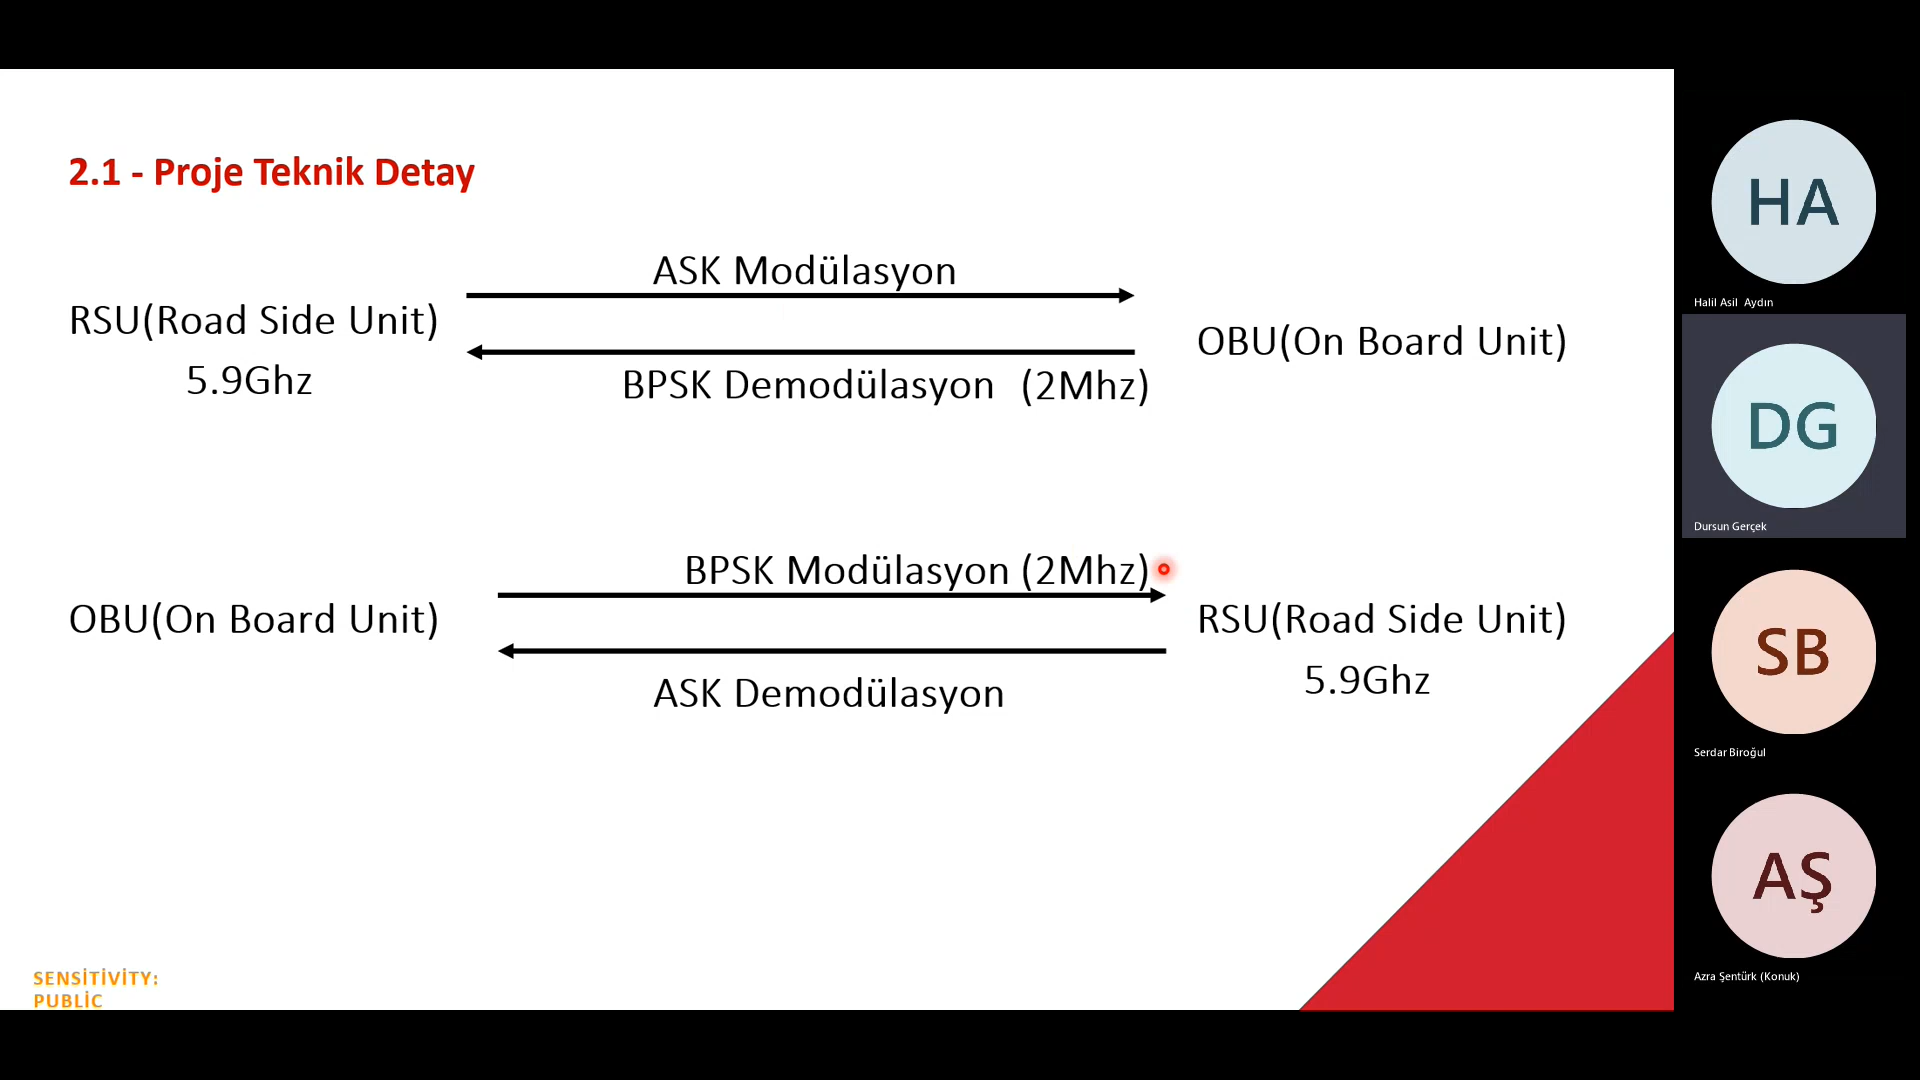 2.1 - Proje Teknik Detay
ASK Modülasyon
RSU(Road Side Unit)
5.9Ghz
OBU(On Board Unit)
BPSK Demodülasyon (2Mhz)
BPSK Modülasyon (2Mhz)
OBU(On Board Unit)
RSU(Road Side Unit)
5.9Ghz
ASK Demodülasyon
SENSİTİVİTY:
PUBLİC
HA
Halil Asil Aydın
DG
Dursun Gerçek
SB
Serdar Biroğul
AŞ
Azra Şentürk (Konuk)